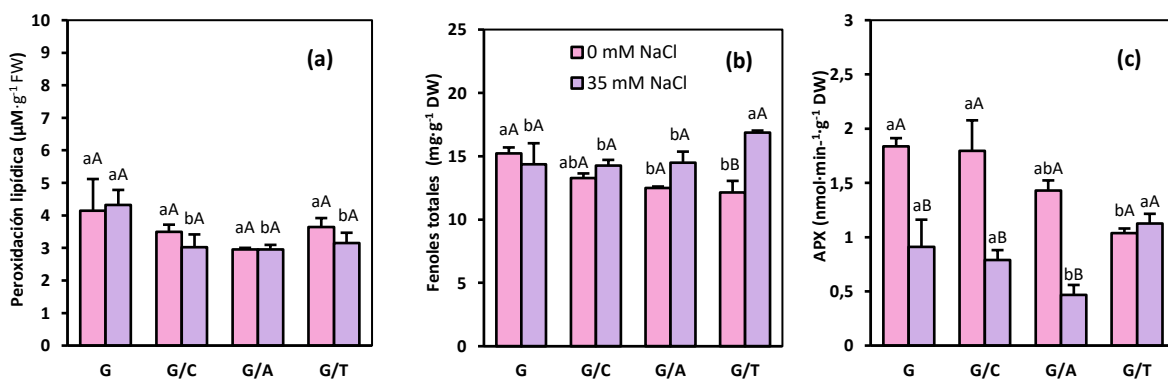 Peroxidación lipídica (µM·g⁻¹ FW)
10
9
8
7
6
5
4
3
2
1
0
(a)
aA aA aA bA aA bA aA bA
G G/C G/A G/T
Fenoles totales (mg·g⁻¹ DW)
25
20
15
10
5
0
0 mM NaCl
35 mM NaCl
(b)
aA bA abA bA bA bA bB aA
G G/C G/A G/T
APX (nmol·min-¹·g⁻¹ DW)
3
2,5
2
1,5
1
0,5
0
(c)
aA aB aA aB abA bB bA aA
G G/C G/A G/T